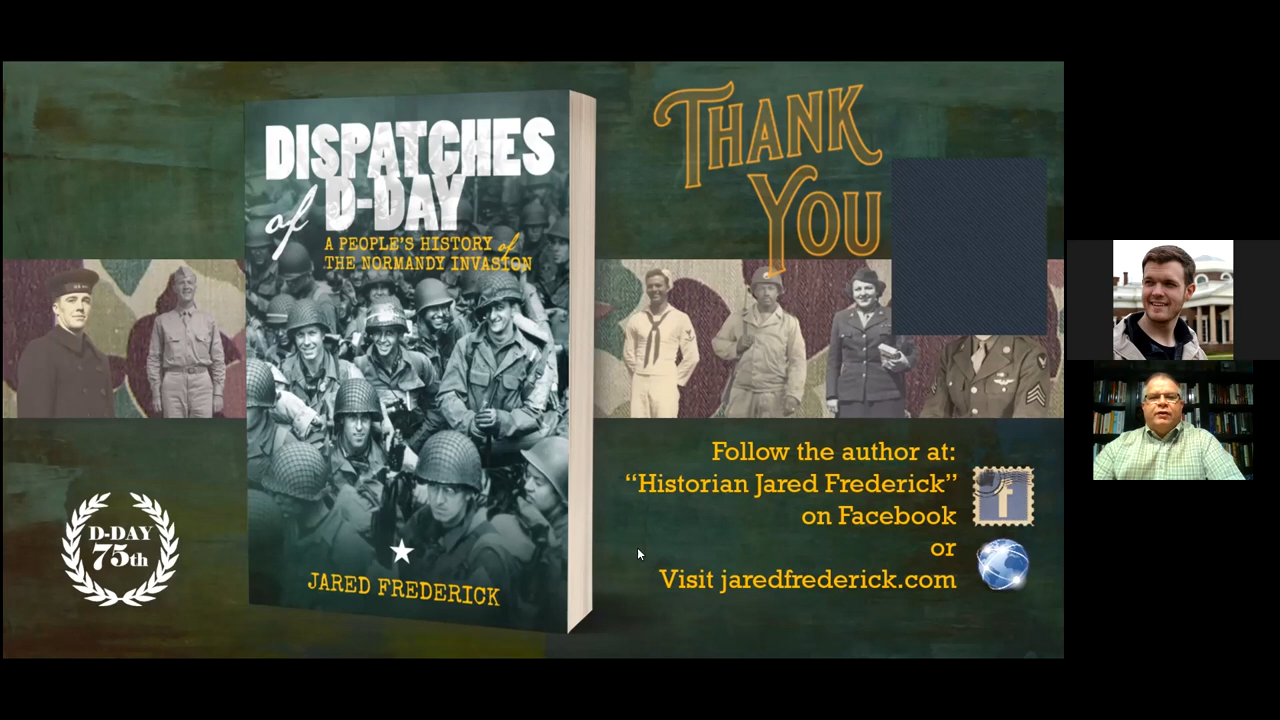 DISPATCHES
of D-DAY
A PEOPLE'S HISTORY of
THE NORMANDY INVASION
JARED FREDERICK
D-DAY
75th
THANK
YOU
Follow the author at:
“Historian Jared Frederick”
on Facebook
or
Visit jaredfrederick.com
f